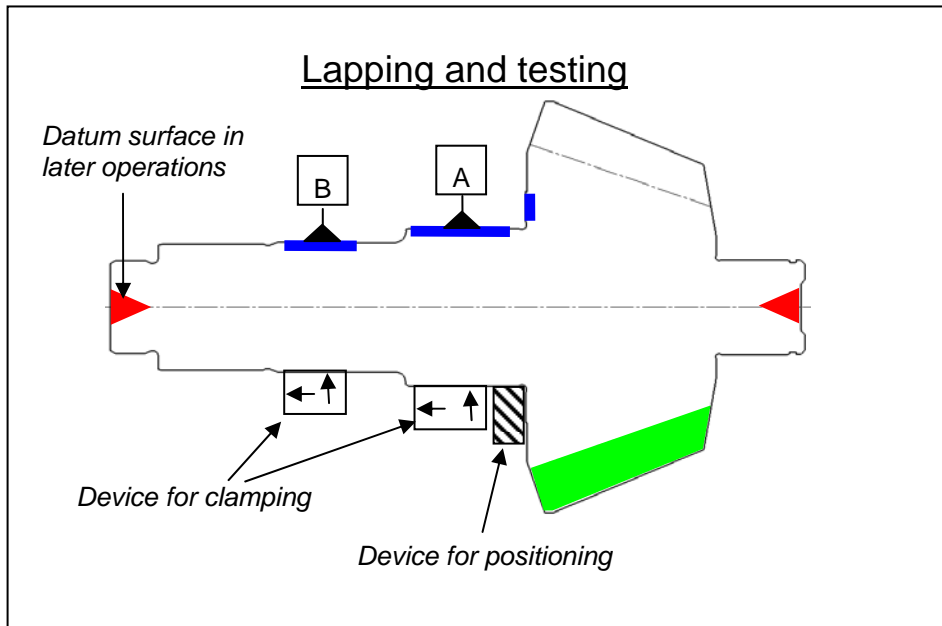 Lapping and testing
Datum surface in
later operations
B
A
Device for clamping
Device for positioning